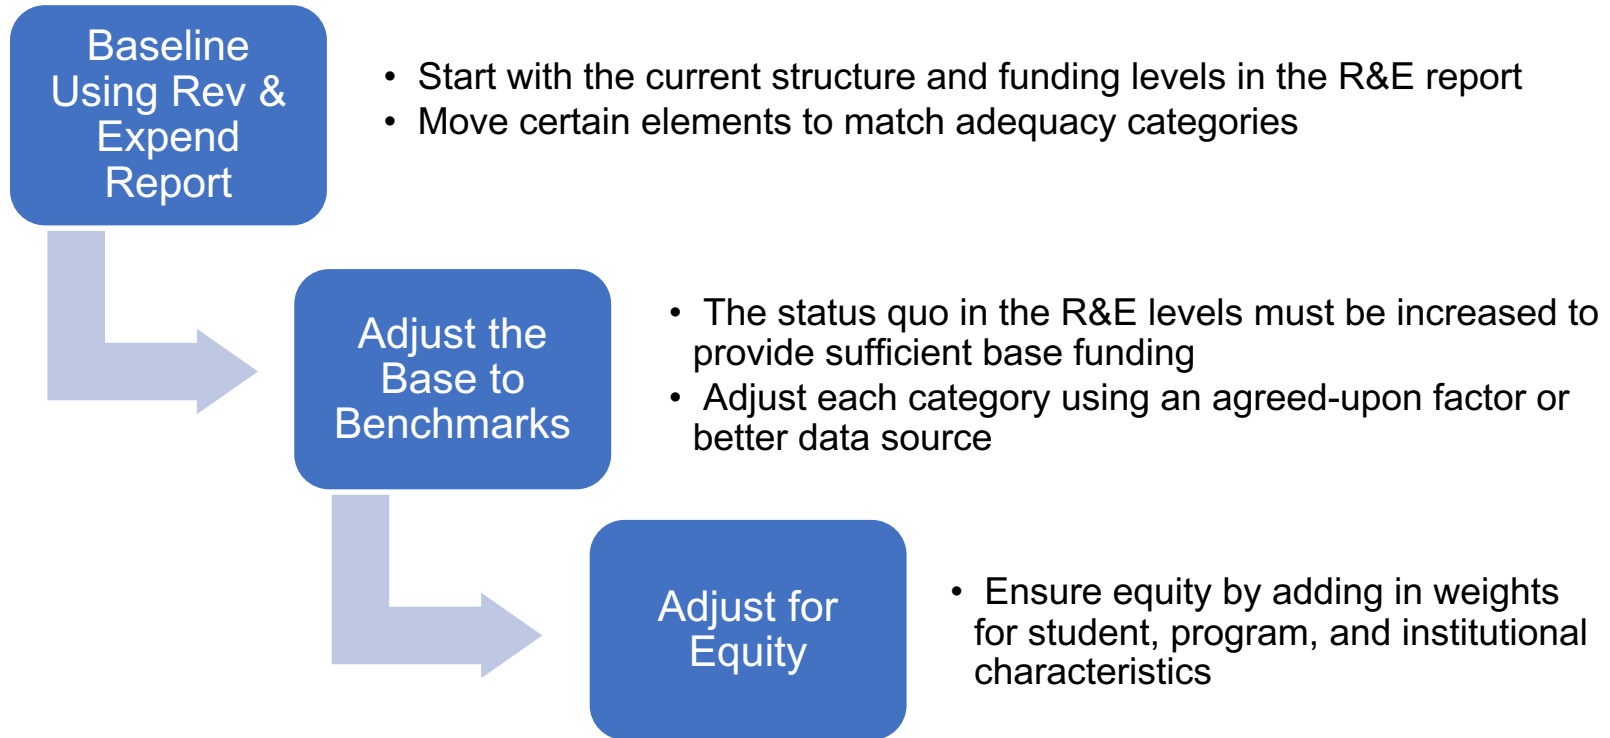 Baseline
Using Rev &
Expend
Report
• Start with the current structure and funding levels in the R&E report
• Move certain elements to match adequacy categories
Adjust the
Base to
Benchmarks
• The status quo in the R&E levels must be increased to
provide sufficient base funding
• Adjust each category using an agreed-upon factor or
better data source
Adjust for
Equity
• Ensure equity by adding in weights
for student, program, and institutional
characteristics